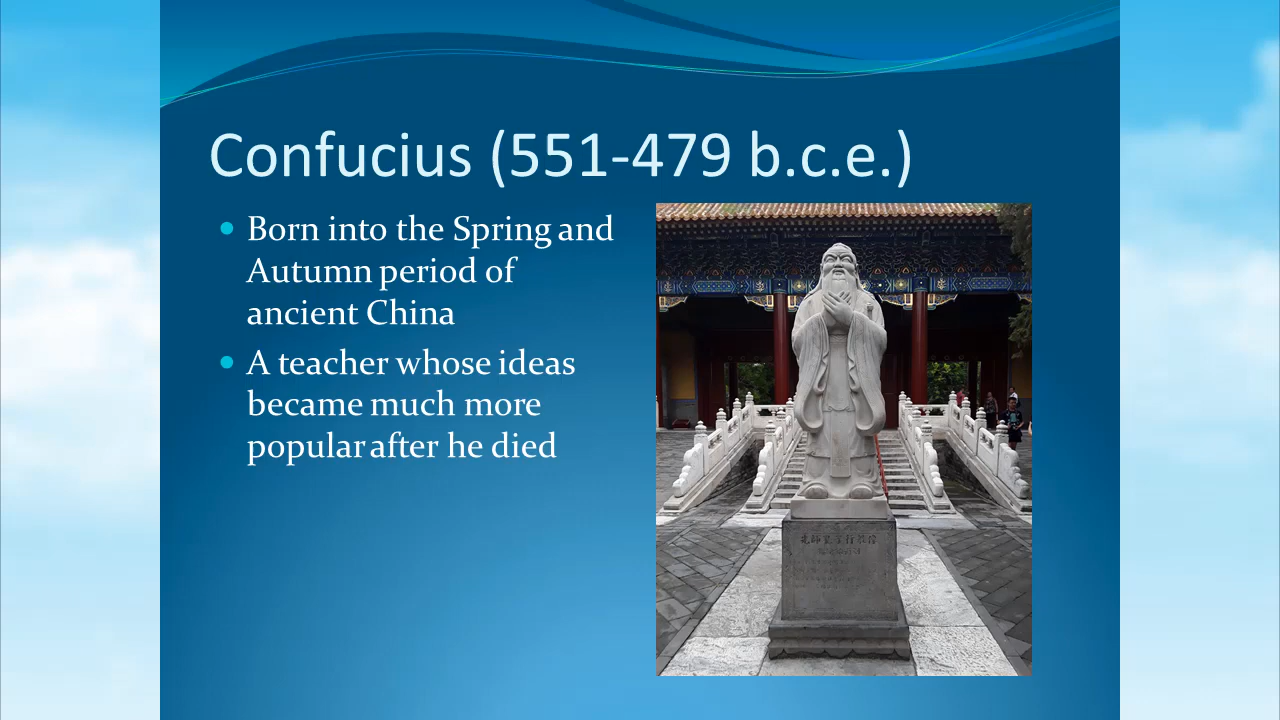 Confucius (551-479 b.c.e.)
Born into the Spring and
Autumn period of
ancient China
A teacher whose ideas
became much more
popular after he died